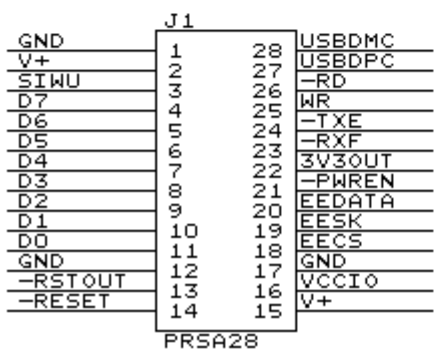 J1
GND 1 28 USBDMC
V+ 2 27 USBDPC
SIWU 3 26 -RD
D7 4 25 WR
D6 5 24 -TXE
D5 6 23 -RXF
D4 7 22 3V3OUT
D3 8 21 -PWREN
D2 9 20 EEDATA
D1 10 19 EESK
D0 11 18 EECS
GND 12 17 GND
-RSTOUT 13 16 VCCIO
-RESET 14 15 V+
PRSA28